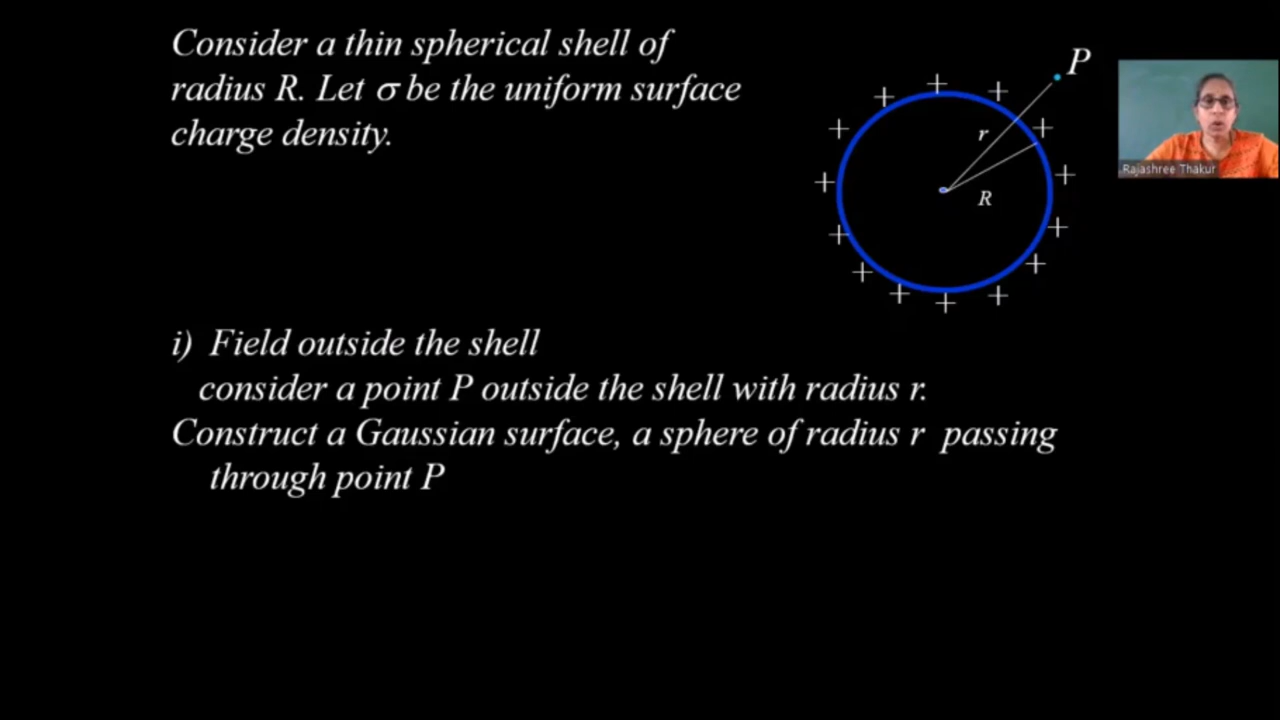 Consider a thin spherical shell of
radius R. Let σ be the uniform surface
charge density.
P
r
R
Rajashree Thakur
i) Field outside the shell
consider a point P outside the shell with radius r.
Construct a Gaussian surface, a sphere of radius r passing
through point P